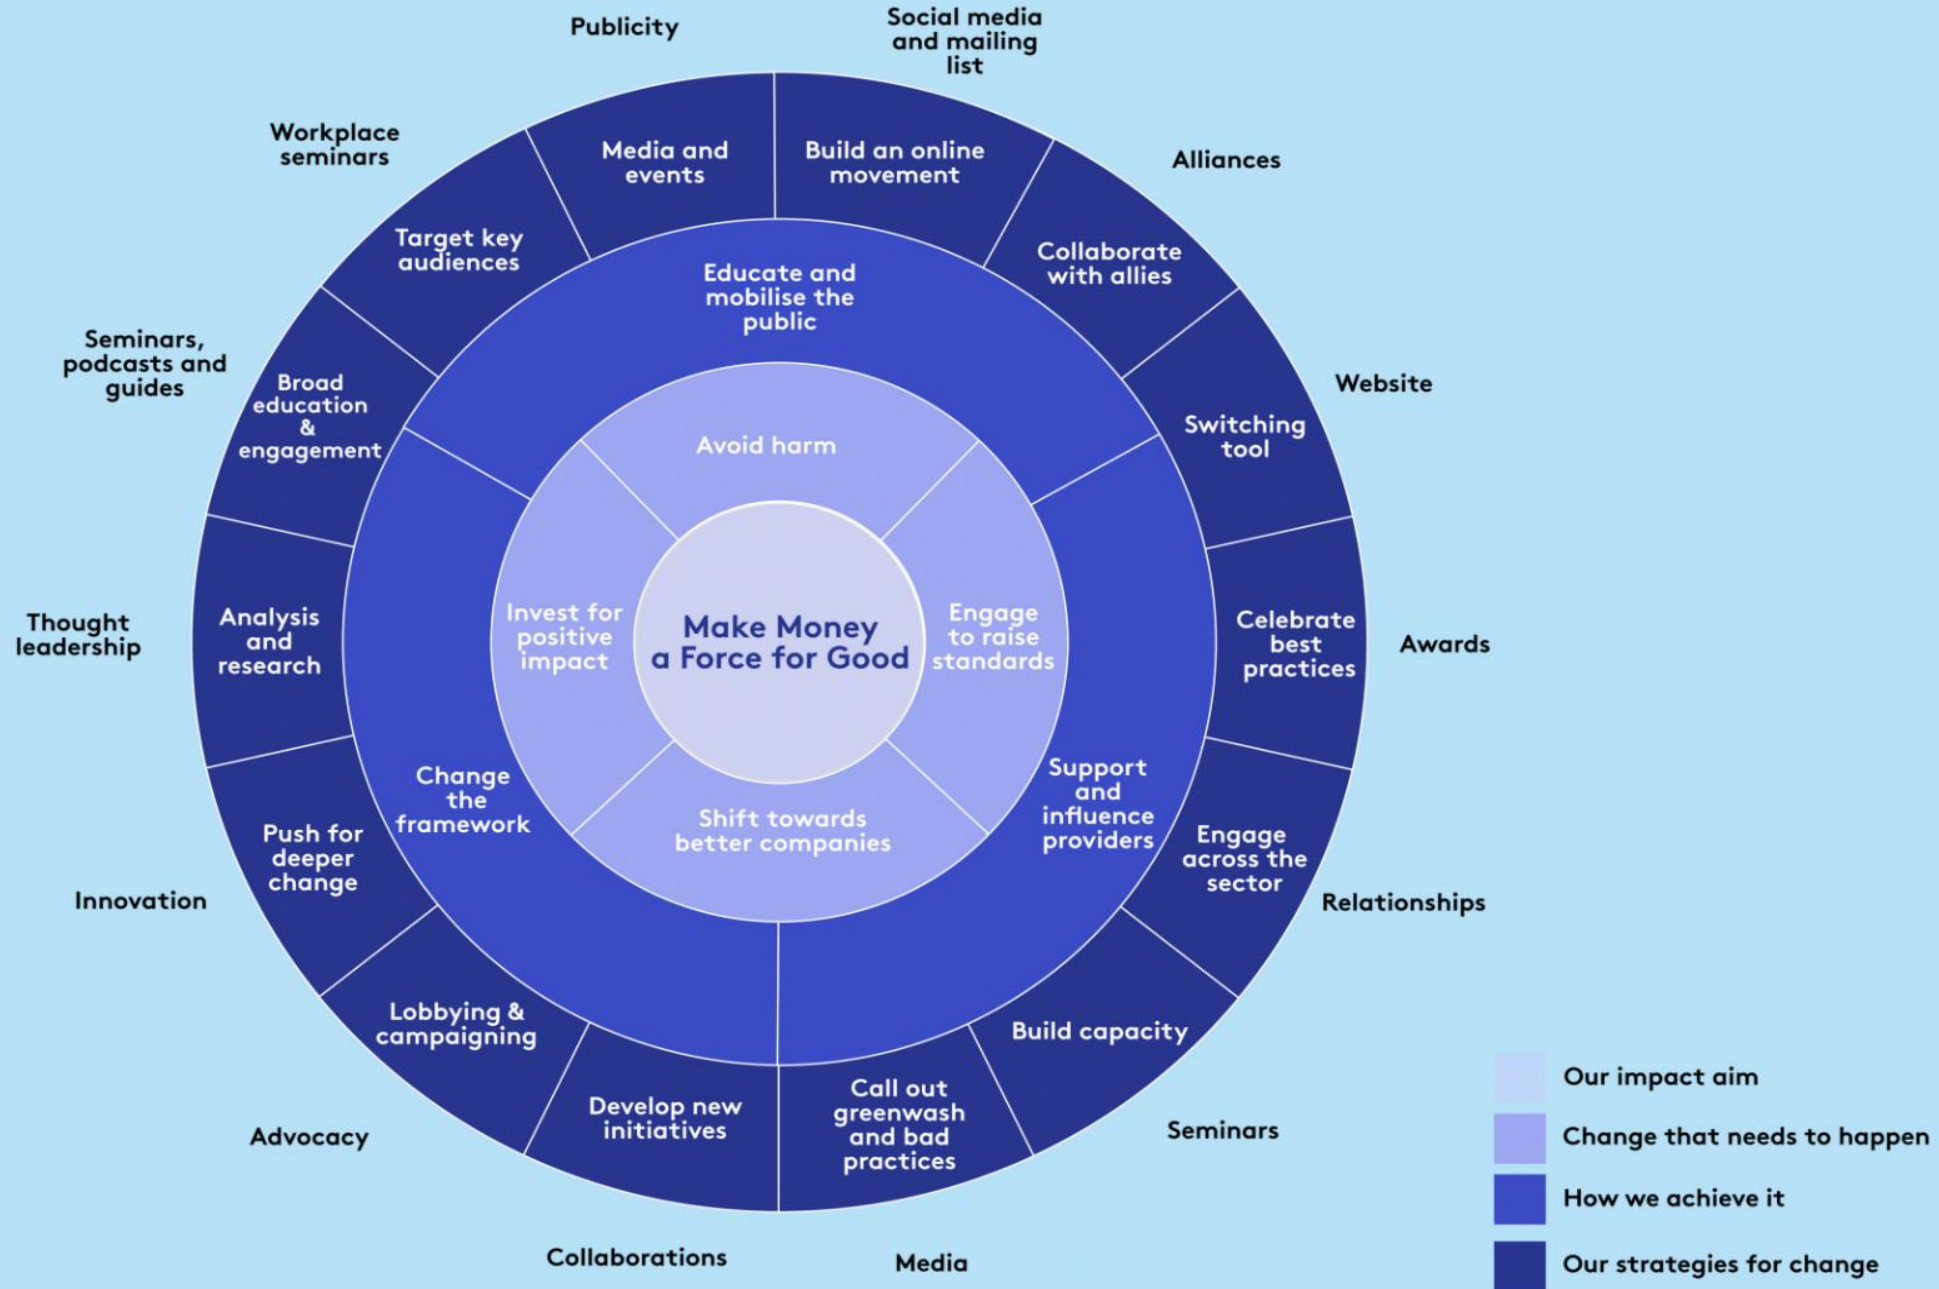 Publicity
Social media
and mailing
list
Alliances
Website
Awards
Relationships
Seminars
Media
Collaborations
Advocacy
Innovation
Thought
leadership
Seminars,
podcasts and
guides
Workplace
seminars
Media and
events
Build an online
movement
Collaborate
with allies
Switching
tool
Celebrate
best
practices
Engage
across the
sector
Build capacity
Call out
greenwash
and bad
practices
Develop new
initiatives
Lobbying &
campaigning
Push for
deeper
change
Analysis
and
research
Broad
education
&
engagement
Target key
audiences
Educate and
mobilise the
public
Support
and
influence
providers
Change
the
framework
Avoid harm
Engage
to raise
standards
Shift towards
better companies
Invest for
positive
impact
Make Money
a Force for Good
Our impact aim
Change that needs to happen
How we achieve it
Our strategies for change